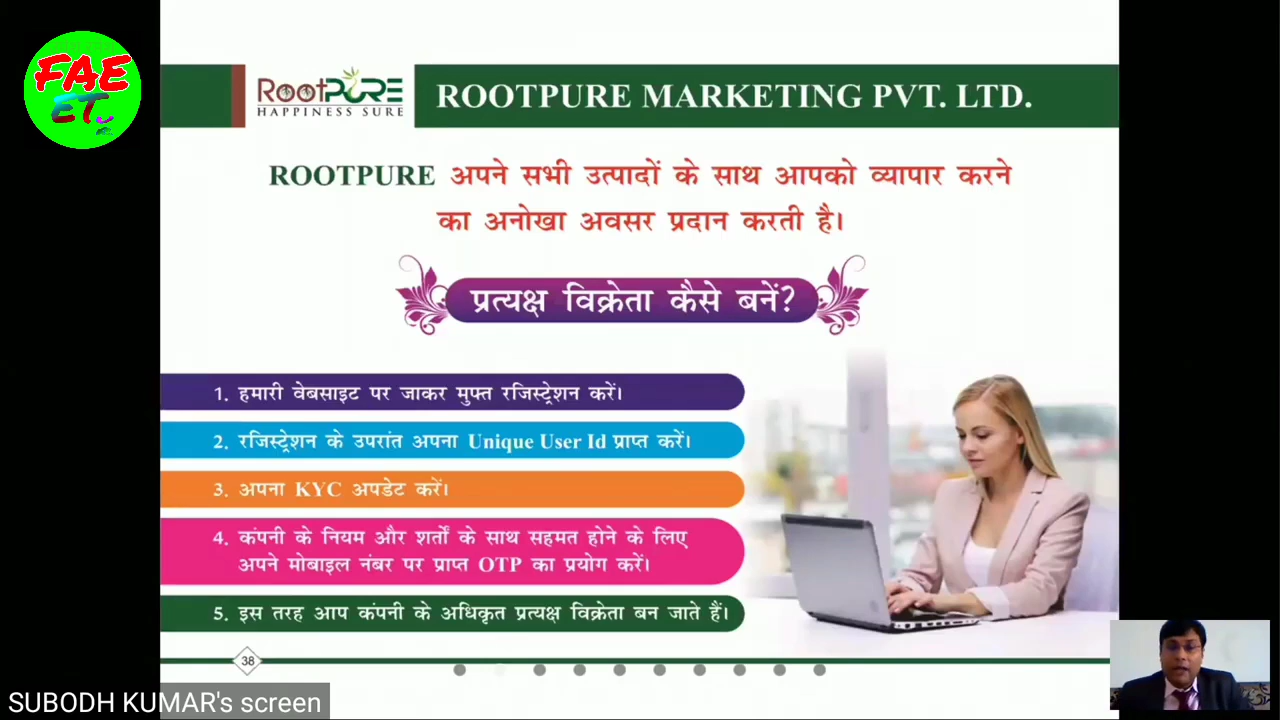 FAE
ET
RootPURE
HAPPINESS SURE
ROOTPURE MARKETING PVT. LTD.
ROOTPURE अपने सभी उत्पादों के साथ आपको व्यापार करने
का अनोखा अवसर प्रदान करती है।
प्रत्यक्ष विक्रेता कैसे बनें?
1. हमारी वेबसाइट पर जाकर मुफ्त रजिस्ट्रेशन करें।
2. रजिस्ट्रेशन के उपरांत अपना Unique User Id प्राप्त करें।
3. अपना KYC अपडेट करें।
4. कंपनी के नियम और शर्तों के साथ सहमत होने के लिए
अपने मोबाइल नंबर पर प्राप्त OTP का प्रयोग करें।
5. इस तरह आप कंपनी के अधिकृत प्रत्यक्ष विक्रेता बन जाते हैं।
38
SUBODH KUMAR's screen